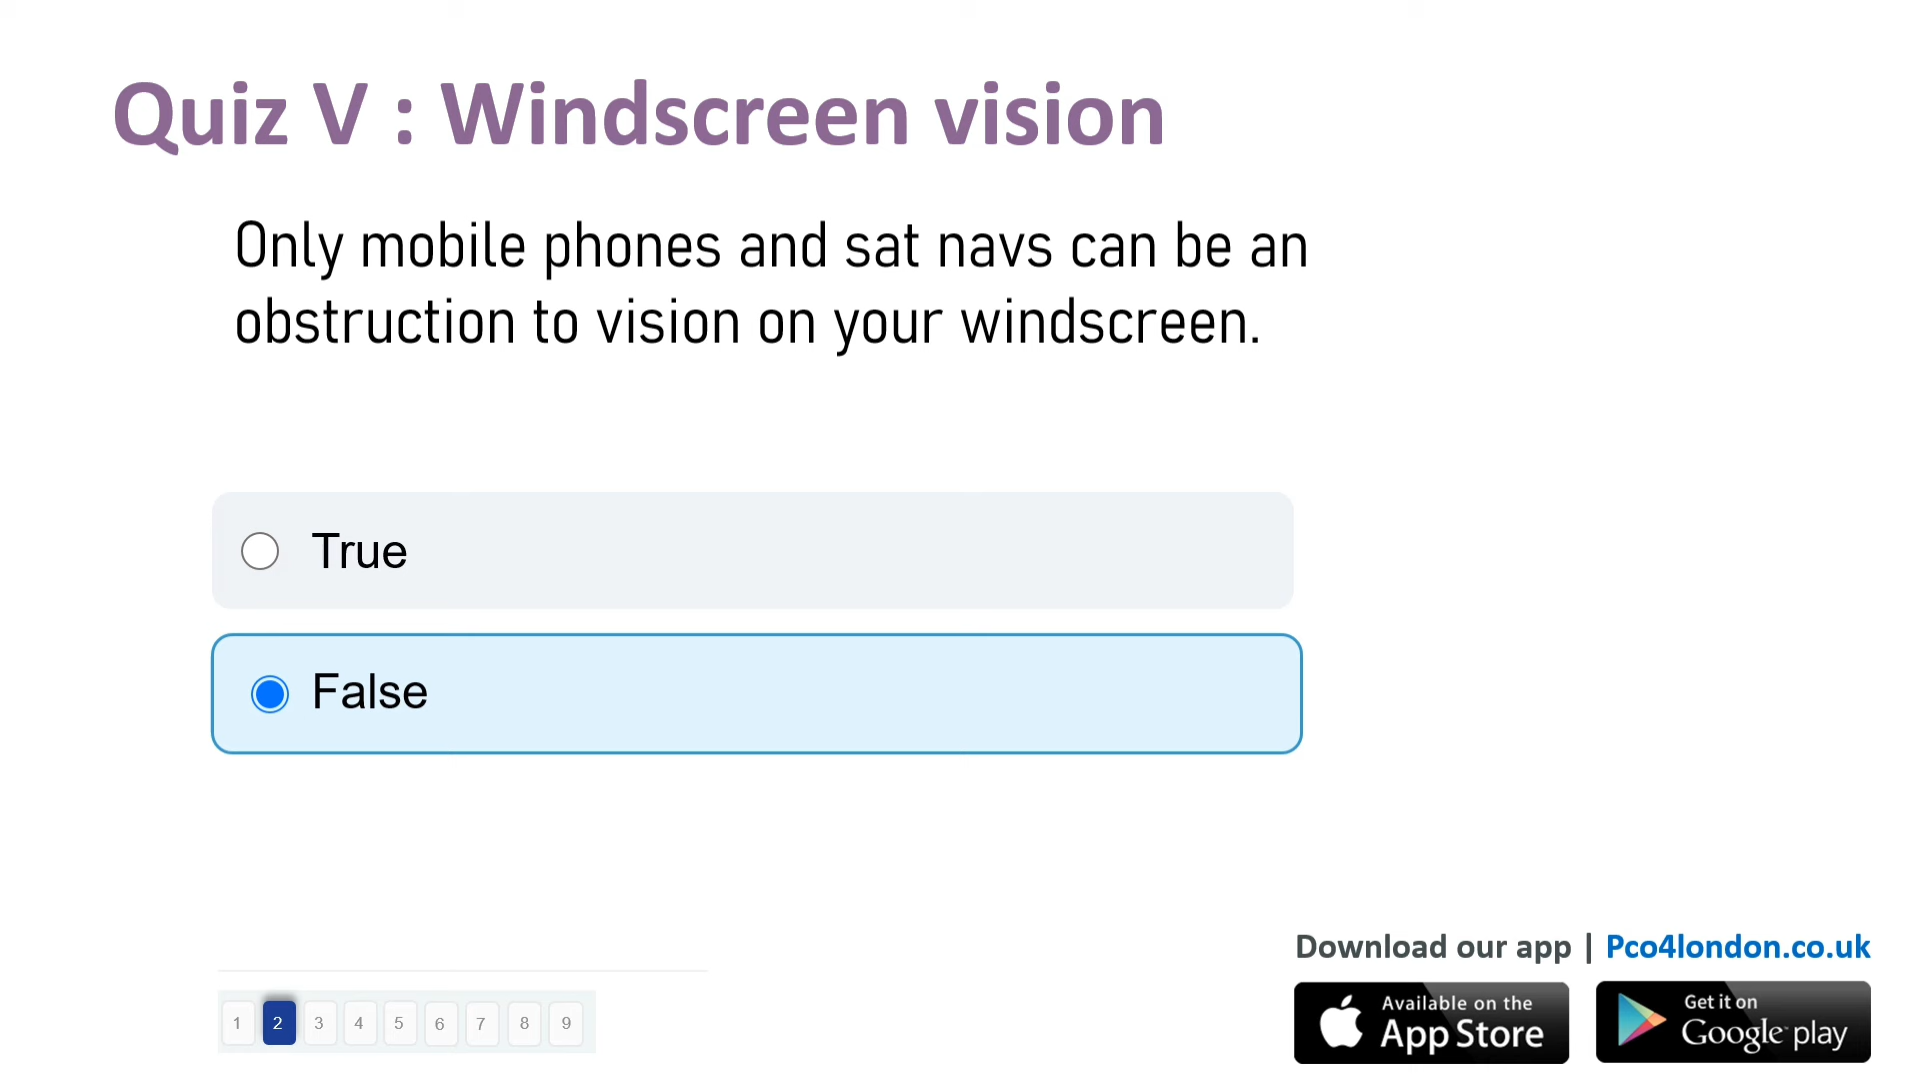 Quiz V : Windscreen vision
Only mobile phones and sat navs can be an
obstruction to vision on your windscreen.
True
False
Download our app | Pco4london.co.uk
1 2 3 4 5 6 7 8 9
Available on the
App Store
Get it on
Google play